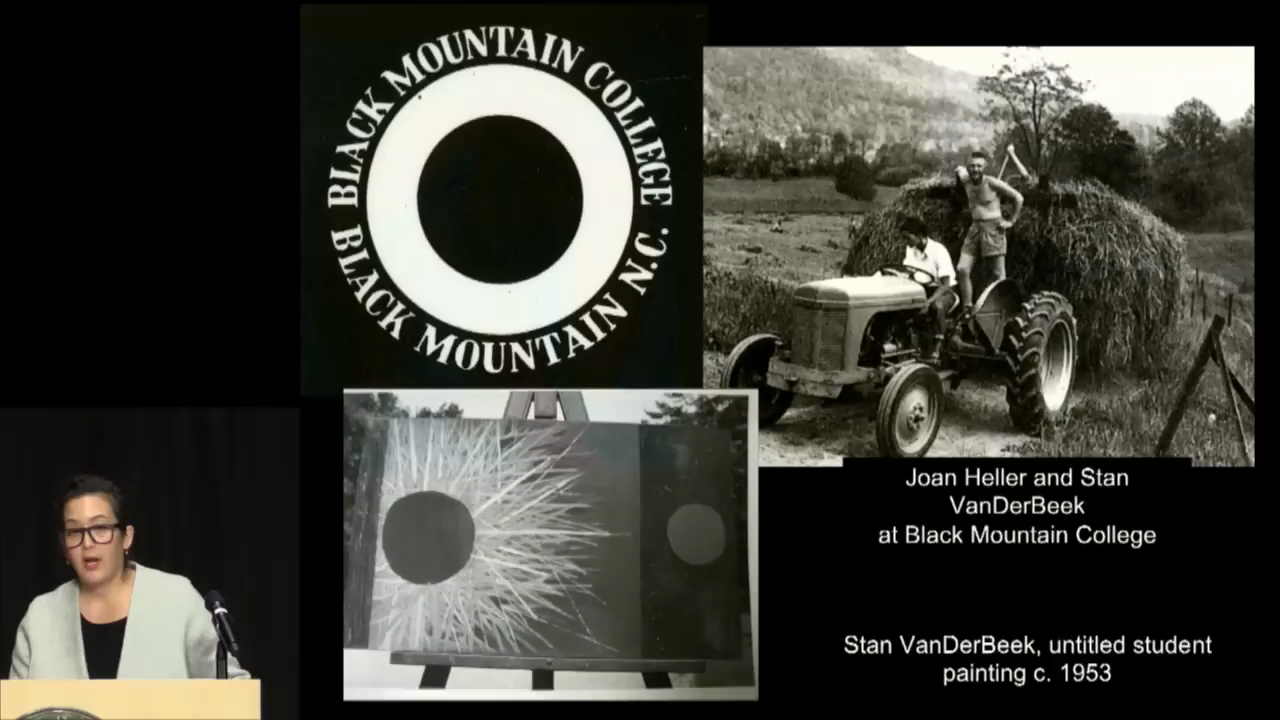 BLACK MOUNTAIN COLLEGE
BLACK MOUNTAIN N.C.
Joan Heller and Stan
VanDerBeek
at Black Mountain College
Stan VanDerBeek, untitled student
painting c. 1953